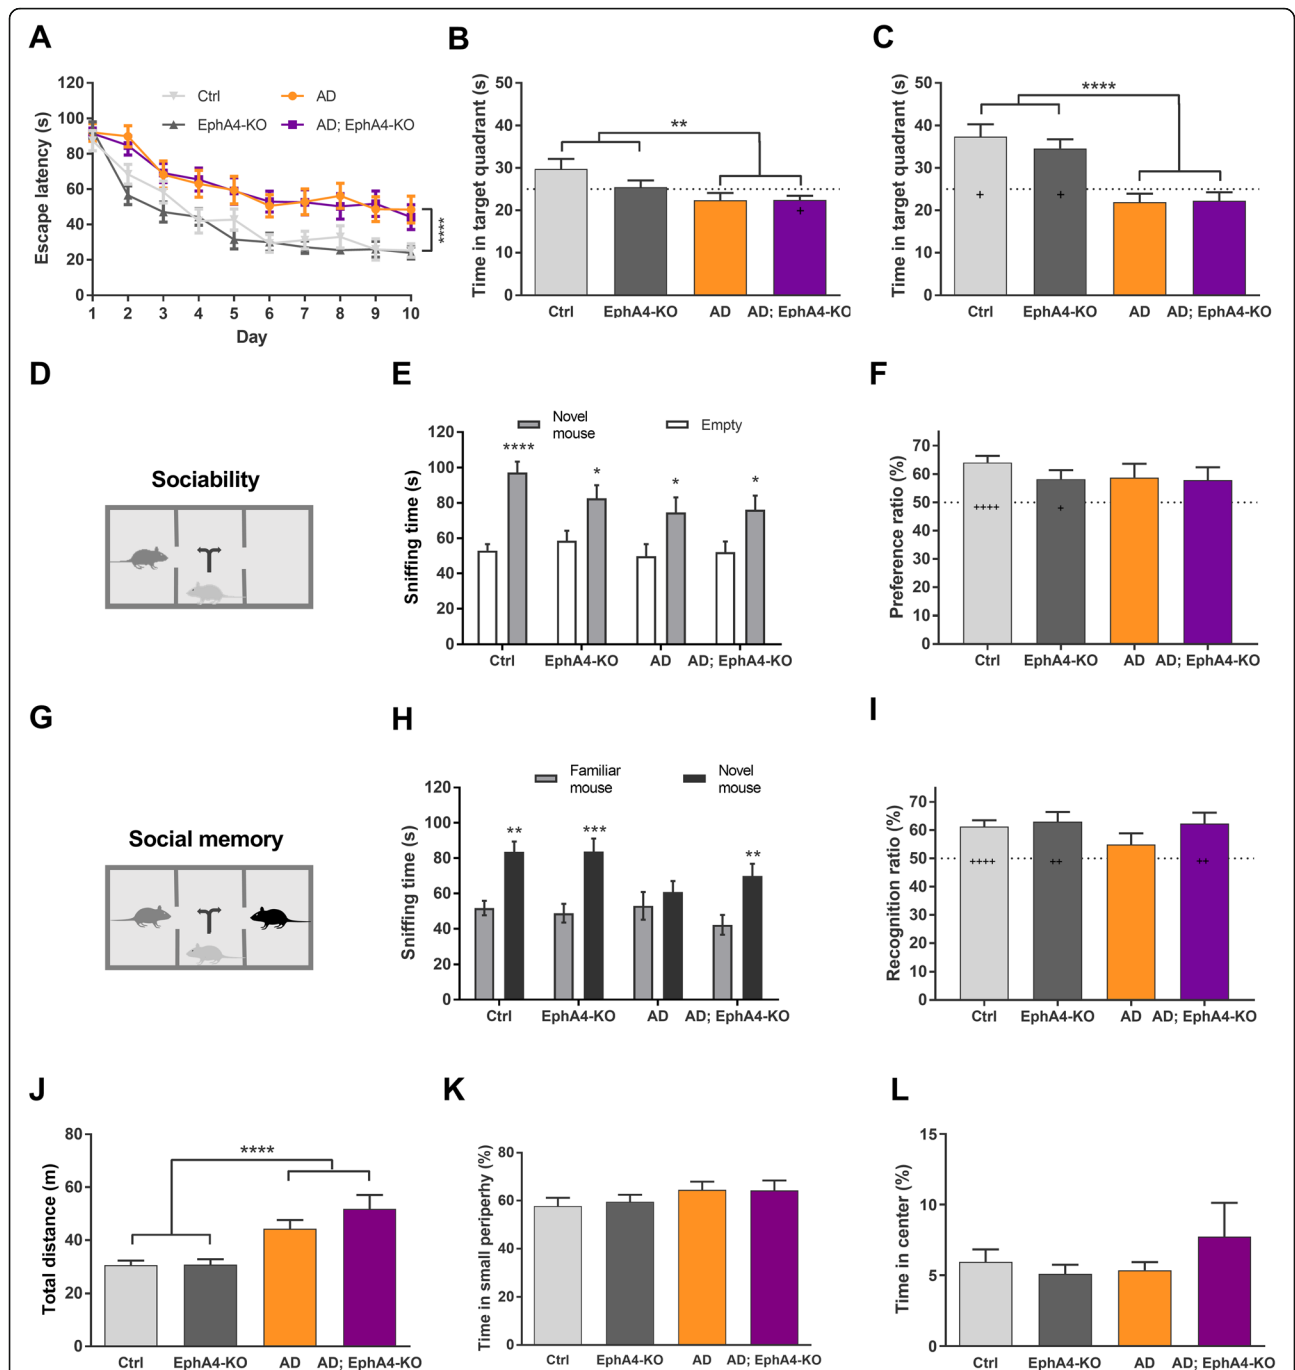 A
B
C
120
100
80
60
40
20
0
Escape latency (s)
Ctrl
AD
EphA4-KO
AD; EphA4-KO
****
1 2 3 4 5 6 7 8 9 10
Day
50
40
30
20
10
0
Time in target quadrant (s)
**
+
Ctrl EphA4-KO AD AD; EphA4-KO
50
40
30
20
10
0
Time in target quadrant (s)
****
+ +
Ctrl EphA4-KO AD AD; EphA4-KO
D
E
F
Sociability
Novel
mouse
Empty
120
100
80
60
40
20
0
Sniffing time (s)
**** * * *
Ctrl EphA4-KO AD AD; EphA4-KO
70
60
50
40
30
20
10
0
Preference ratio (%)
++++ +
Ctrl EphA4-KO AD AD; EphA4-KO
G
H
I
Social memory
Familiar
mouse
Novel
mouse
120
100
80
60
40
20
0
Sniffing time (s)
** *** **
Ctrl EphA4-KO AD AD; EphA4-KO
70
60
50
40
30
20
10
0
Recognition ratio (%)
++++ ++ ++
Ctrl EphA4-KO AD AD; EphA4-KO
J
K
L
80
60
40
20
0
Total distance (m)
****
Ctrl EphA4-KO AD AD; EphA4-KO
80
60
40
20
0
Time in small periperhy (%)
Ctrl EphA4-KO AD AD; EphA4-KO
15
10
5
0
Time in center (%)
Ctrl EphA4-KO AD AD; EphA4-KO